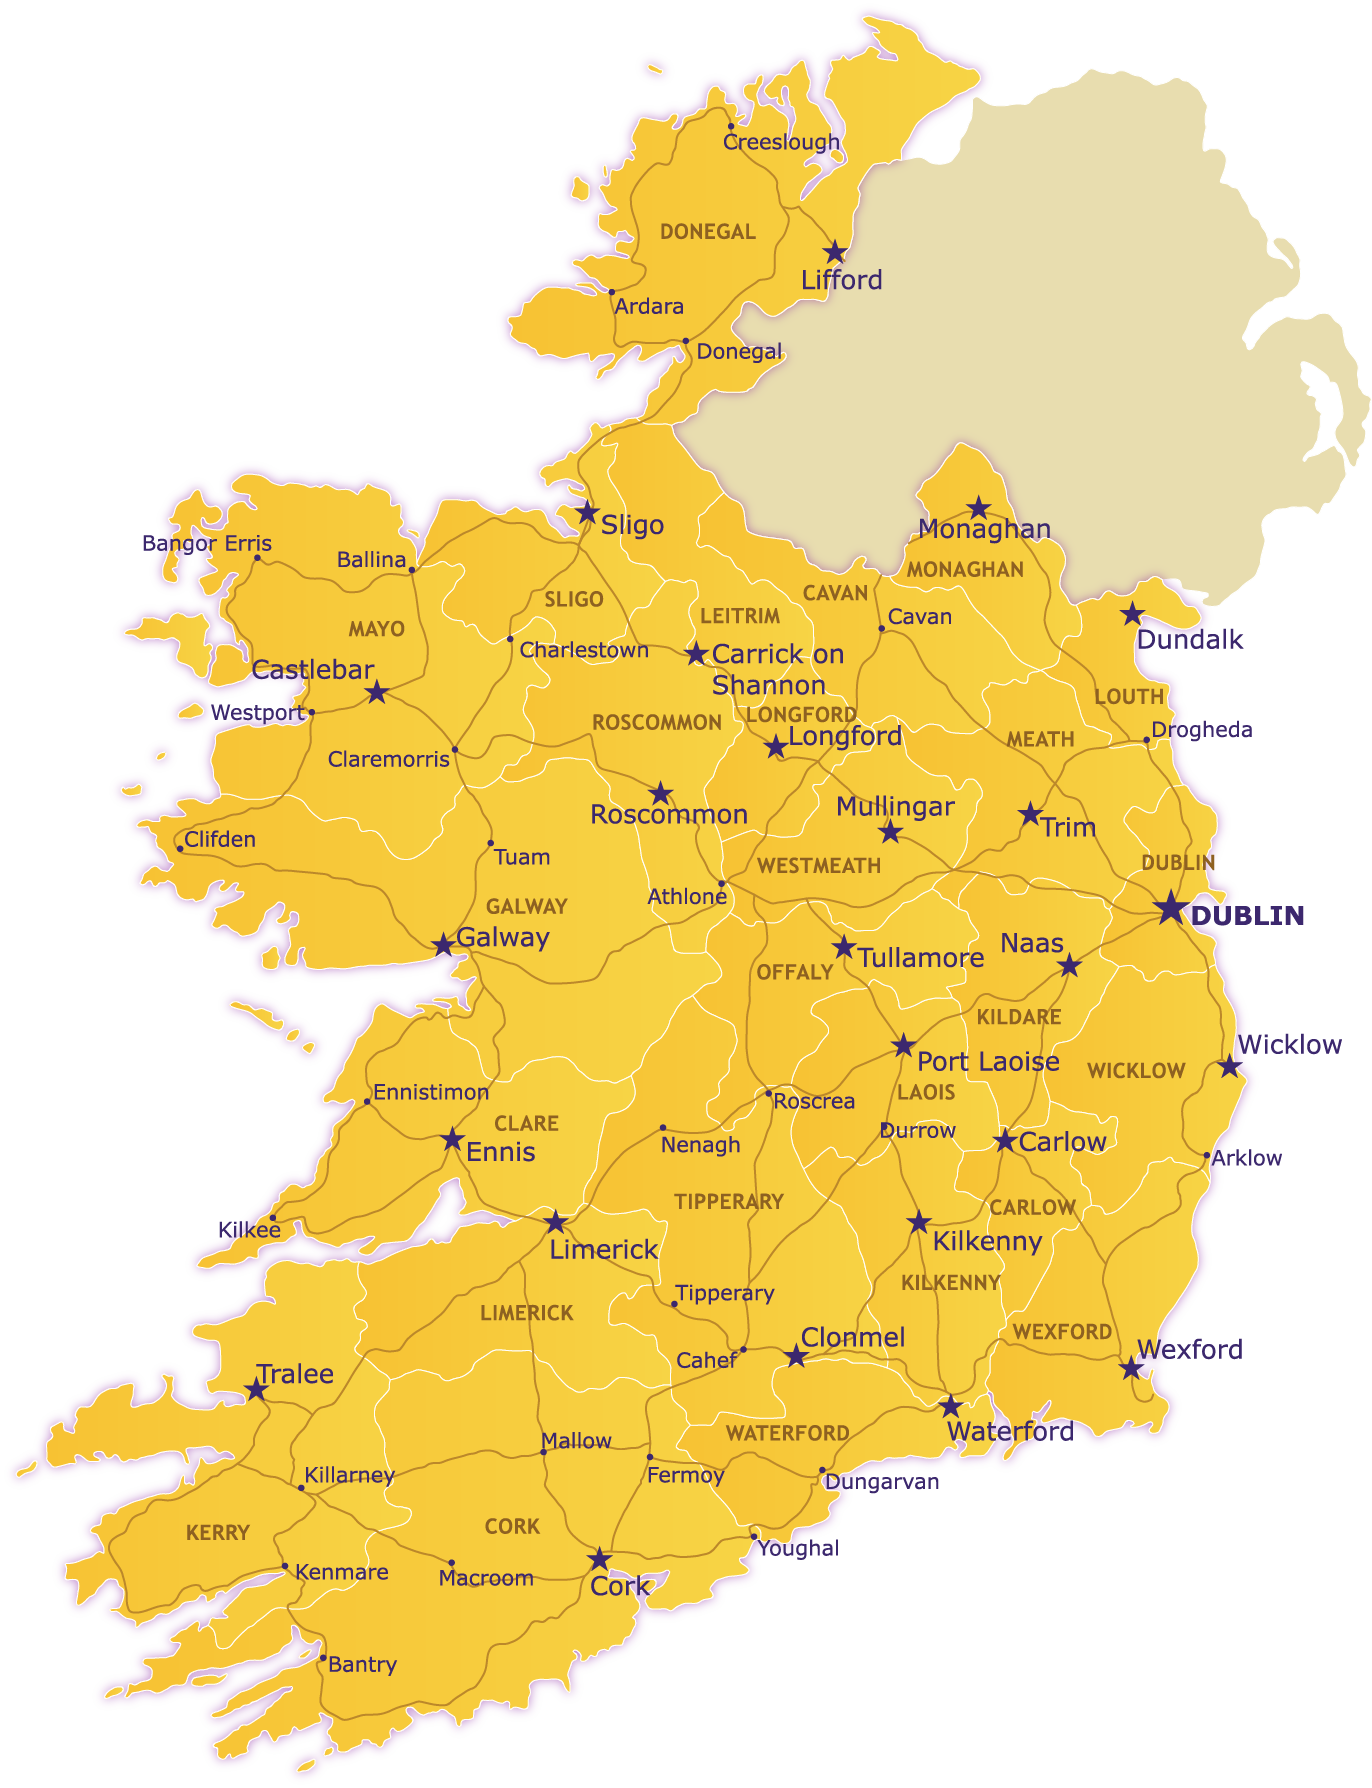 Creeslough
DONEGAL
Lifford
Ardara
Donegal
Sligo
Monaghan
Bangor Erris
Ballina
MONAGHAN
CAVAN
SLIGO
LEITRIM
Cavan
MAYO
Dundalk
Charlestown
Castlebar
Carrick on
Shannon
LOUTH
Westport
ROSCOMMON
LONGFORD
Longford
Drogheda
MEATH
Claremorris
Mullingar
Roscommon
Trim
Clifden
Tuam
WESTMEATH
DUBLIN
Athlone
GALWAY
DUBLIN
Galway
Naas
Tullamore
OFFALY
KILDARE
Wicklow
Port Laoise
WICKLOW
Ennistimon
LAOIS
Roscrea
CLARE
Durrow
Nenagh
Carlow
Ennis
Arklow
TIPPERARY
CARLOW
Kilkee
Kilkenny
Limerick
KILKENNY
Tipperary
LIMERICK
WEXFORD
Clonmel
Wexford
Cahef
Tralee
WATERFORD
Waterford
Mallow
Killarney
Fermoy
Dungarvan
CORK
KERRY
Youghal
Kenmare
Macroom
Cork
Bantry